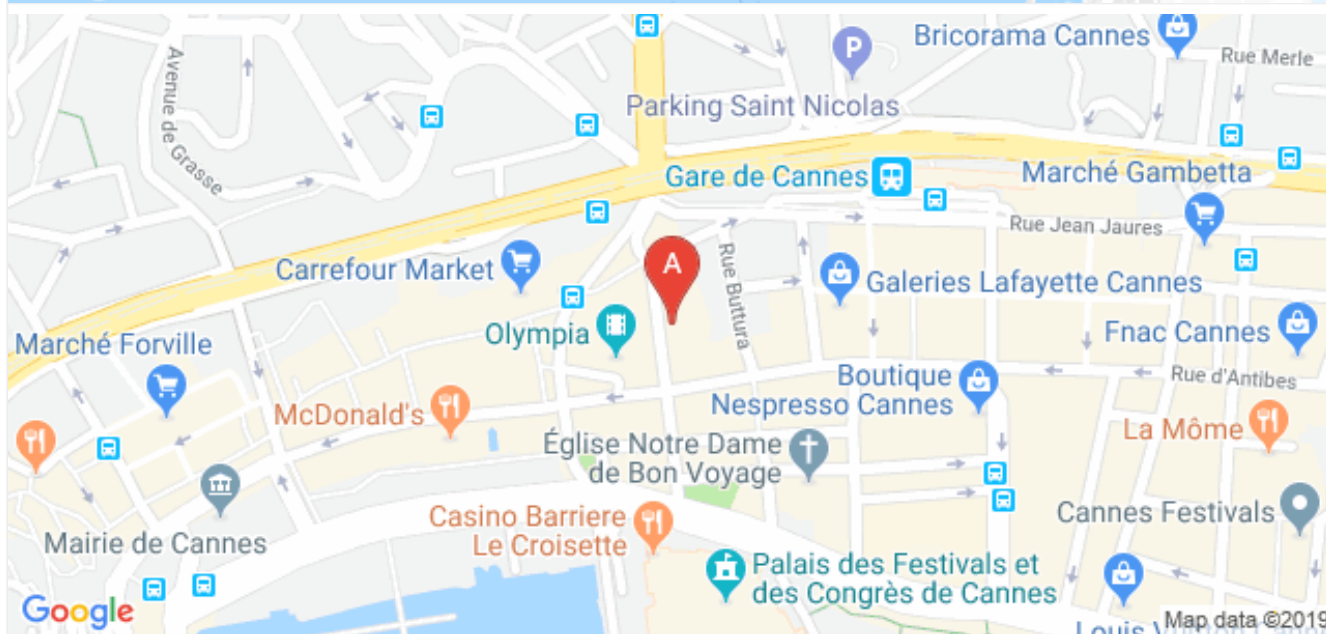 Bricorama Cannes
Rue Merle
P
Parking Saint Nicolas
Avenue de Grasse
Gare de Cannes
Marché Gambetta
Rue Jean Jaures
A
Carrefour Market
Rue Buttura
Galeries Lafayette Cannes
Olympia
Fnac Cannes
Marché Forville
Rue d'Antibes
Boutique
Nespresso Cannes
McDonald's
La Môme
Église Notre Dame
de Bon Voyage
Casino Barriere
Le Croisette
Cannes Festivals
Mairie de Cannes
Palais des Festivals et
des Congrès de Cannes
Google
Map data ©2019
Louis